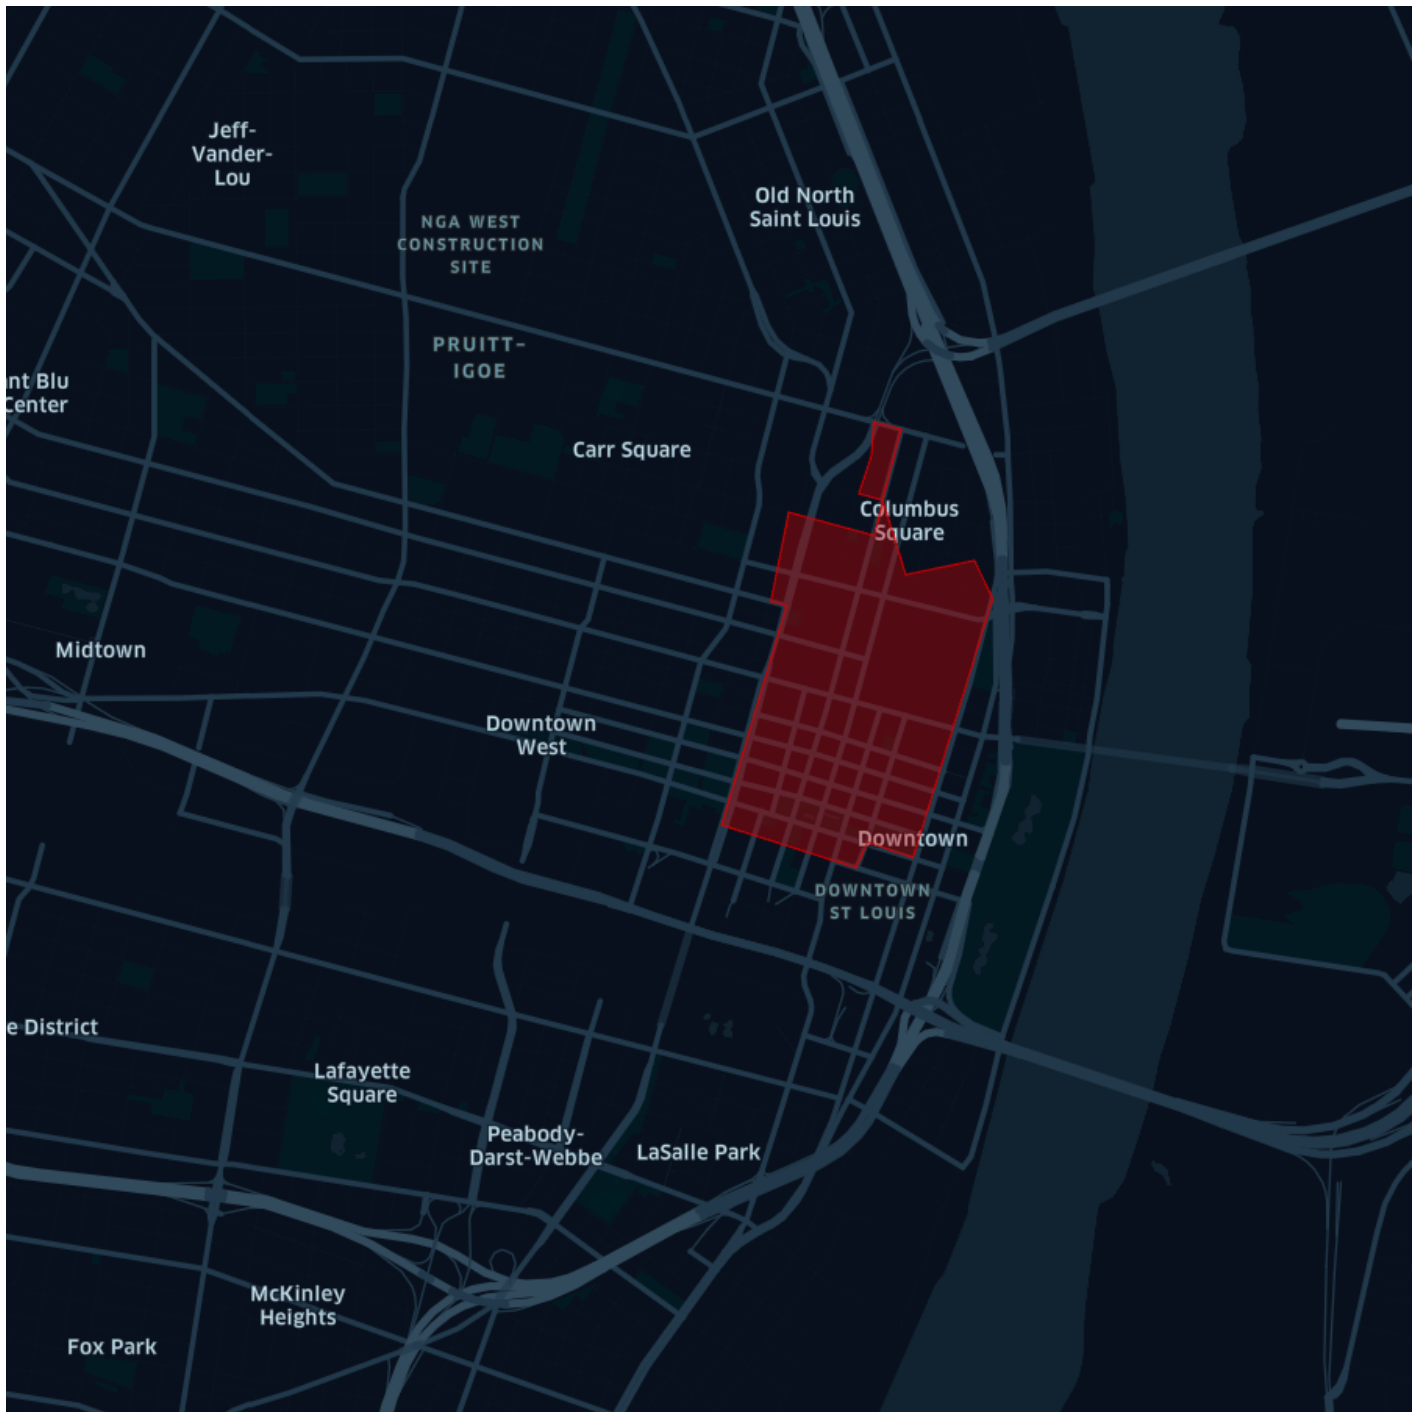 Jeff-
Vander-
Lou
Old North
Saint Louis
NGA WEST
CONSTRUCTION
SITE
PRUITT-
IGOE
ant Blu
Center
Carr Square
Columbus
Square
Midtown
Downtown
West
Downtown
DOWNTOWN
ST LOUIS
e District
Lafayette
Square
Peabody-
Darst-Webbe
LaSalle Park
McKinley
Heights
Fox Park